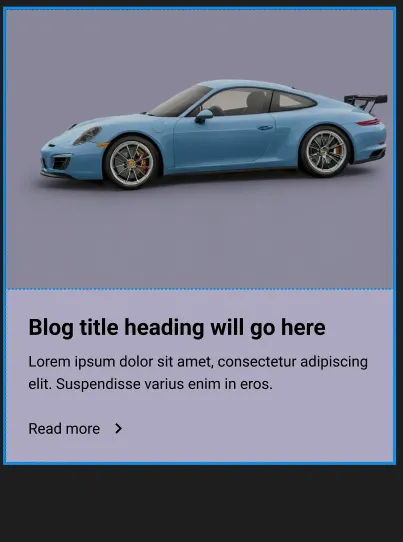 Blog title heading will go here
Lorem ipsum dolor sit amet, consectetur adipiscing
elit. Suspendisse varius enim in eros.
Read more